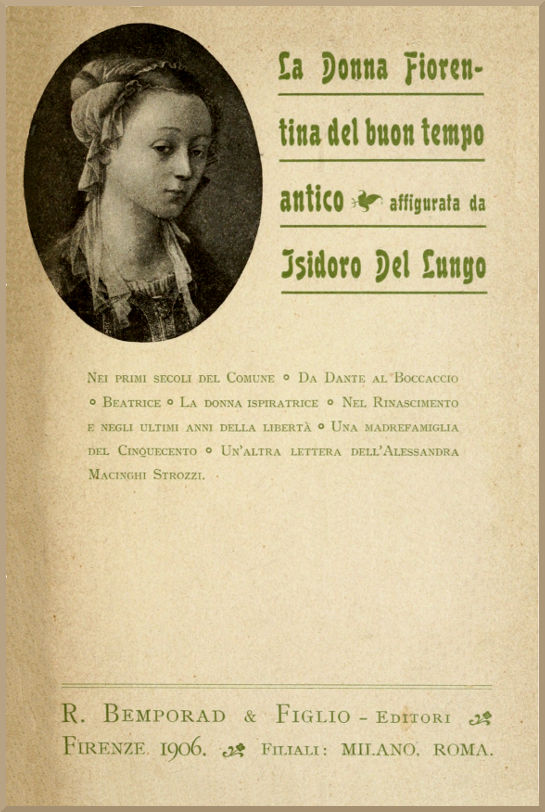 La Donna Fioren-
tina del buon tempo
antico affigurata da
Isidoro Del Lungo
Nei primi secoli del Comune ⚬ Da Dante al Boccaccio
⚬ Beatrice ⚬ La donna ispiratrice ⚬ Nel Rinascimento
e negli ultimi anni della libertà ⚬ Una madrefamiglia
del Cinquecento ⚬ Un'altra lettera dell'Alessandra
Macinghi Strozzi.
R. Bemporad & Figlio - Editori
Firenze 1906. Filiali: MILANO. ROMA.